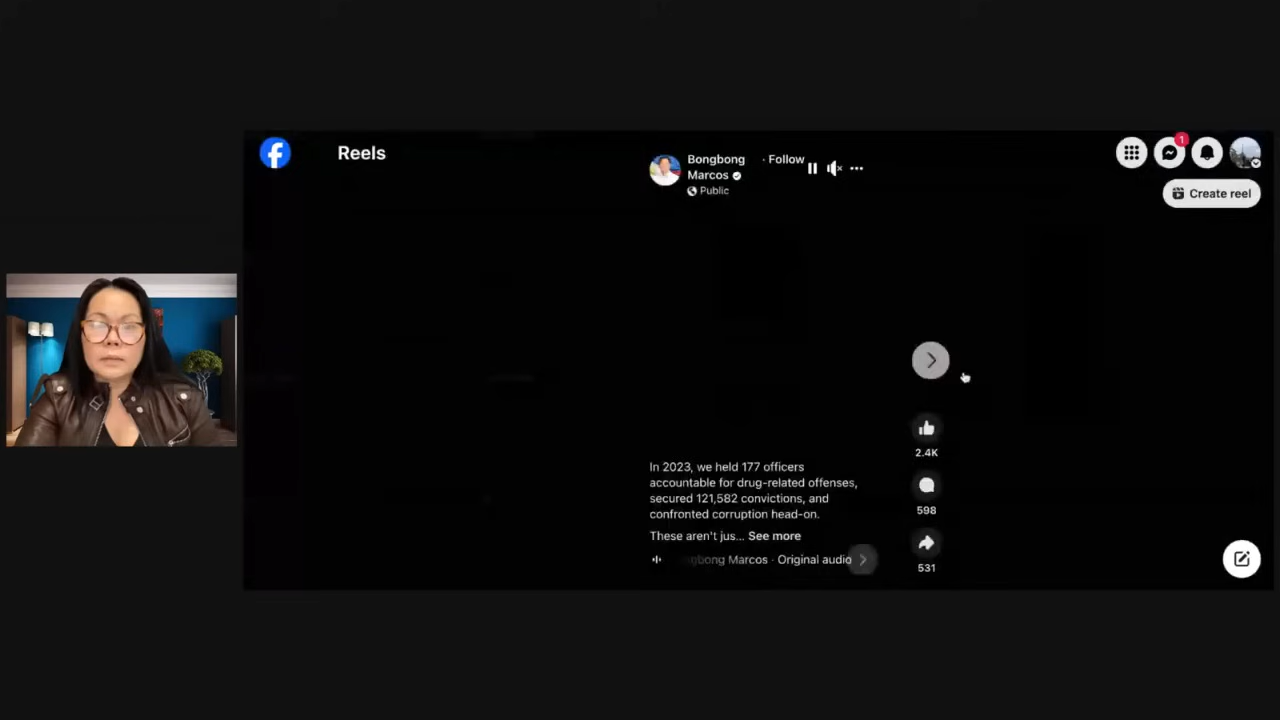 Reels
Bongbong · Follow
Marcos
Public
1
Create reel
In 2023, we held 177 officers
accountable for drug-related offenses,
secured 121,582 convictions, and
confronted corruption head-on.
These aren't jus... See more
Marcos · Original audio
2.4K
598
531